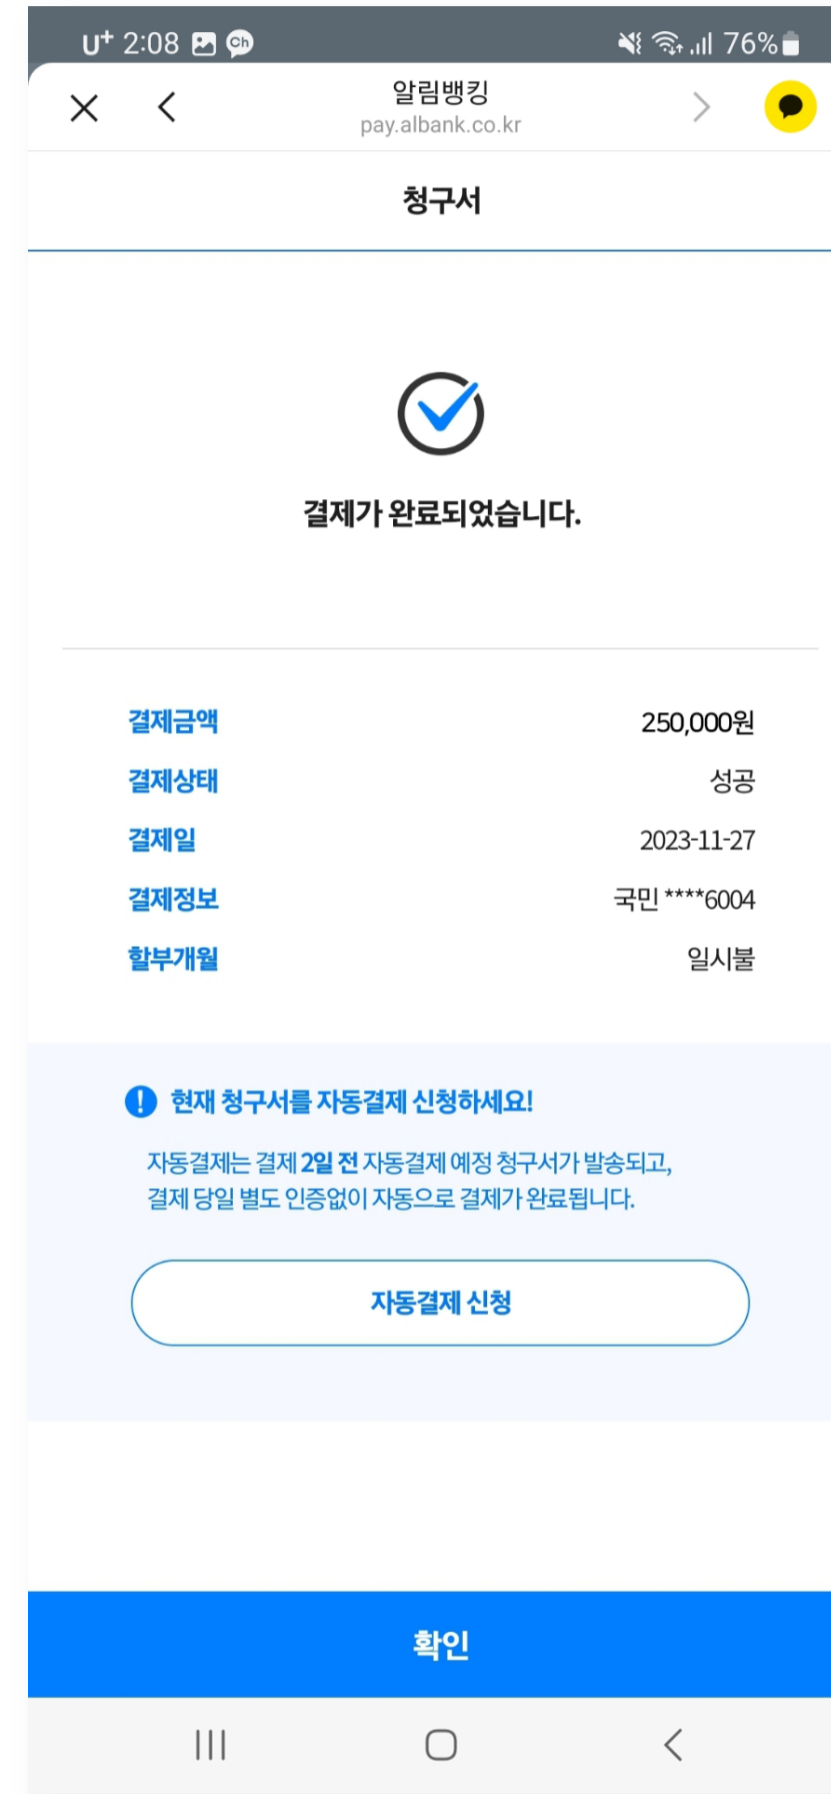 U+ 2:08 Ch 76%
알림뱅킹
pay.albank.co.kr
청구서
결제가 완료되었습니다.
결제금액 250,000원
결제상태 성공
결제일 2023-11-27
결제정보 국민 ****6004
할부개월 일시불
! 현재 청구서를 자동결제 신청하세요!
자동결제는 결제 2일 전 자동결제 예정 청구서가 발송되고,
결제 당일 별도 인증없이 자동으로 결제가 완료됩니다.
자동결제 신청
확인